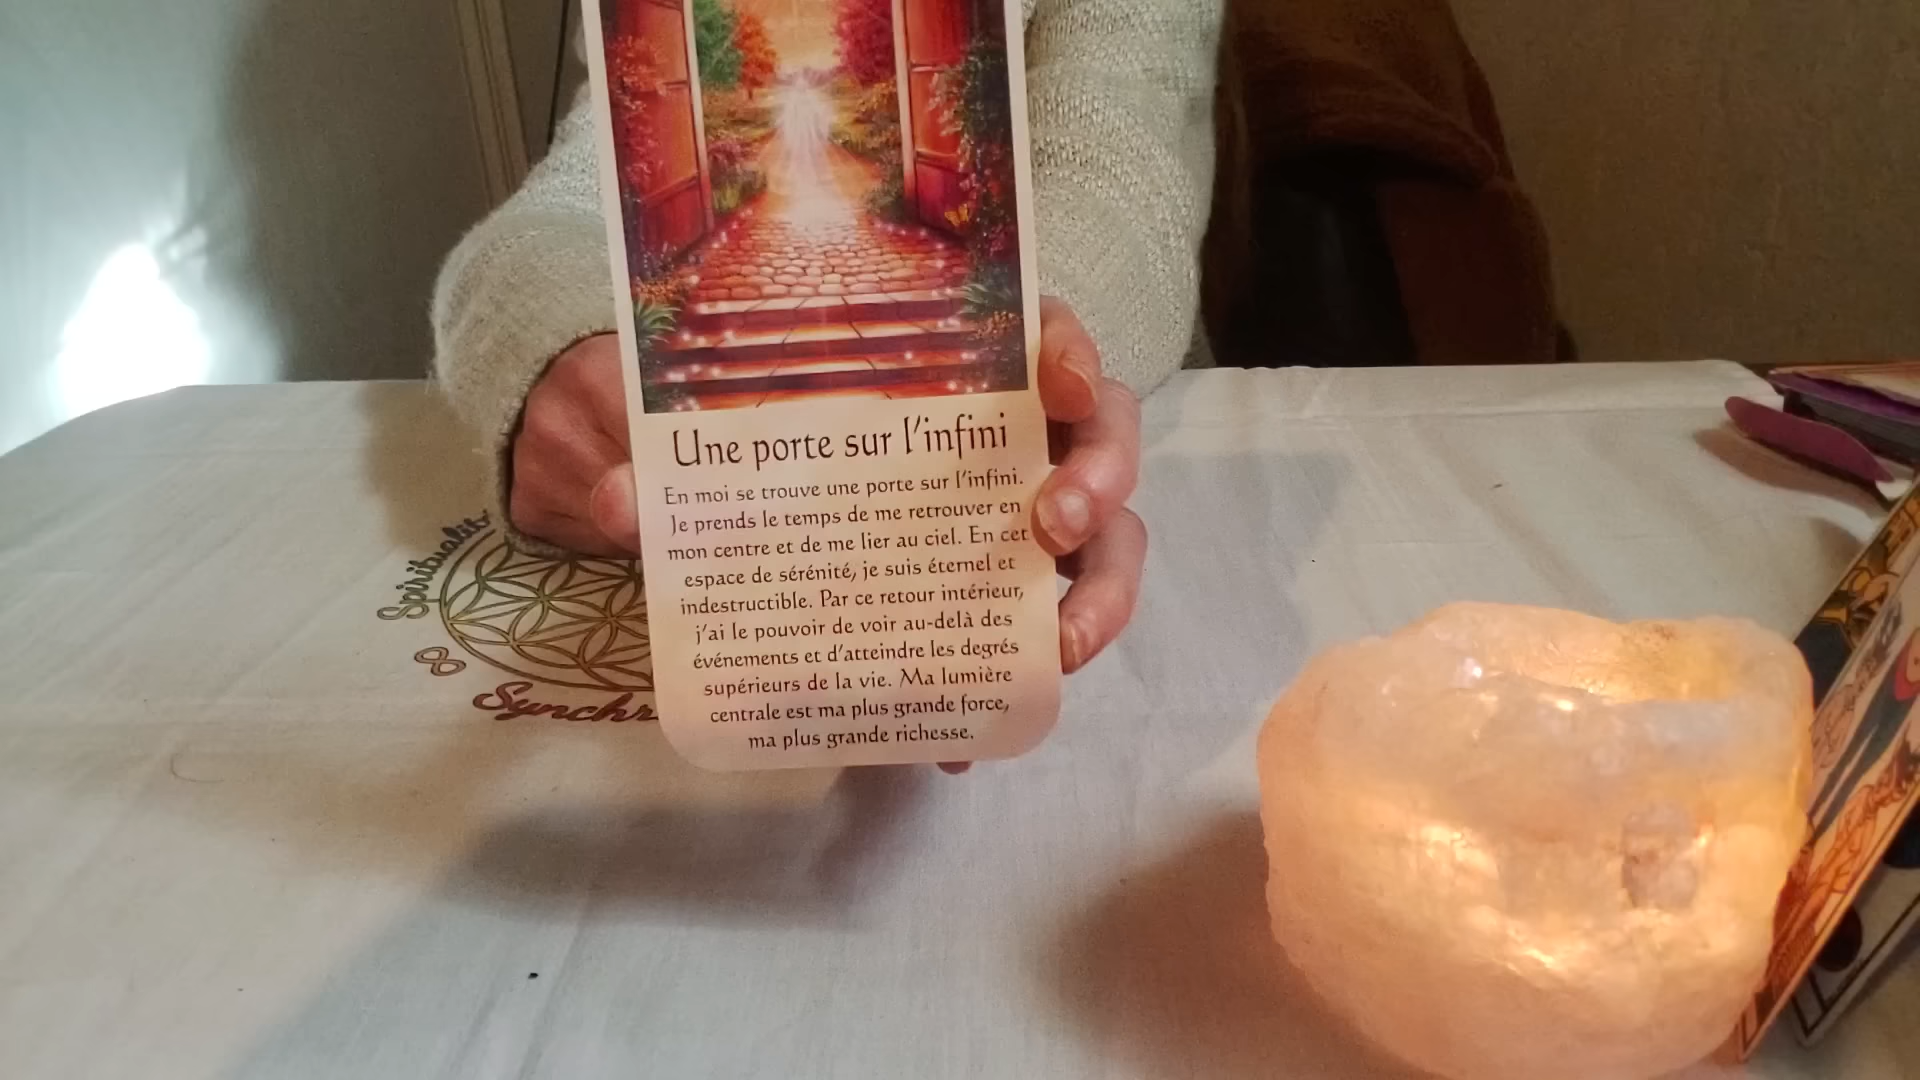 Une porte sur l'infini
En moi se trouve une porte sur l'infini.
Je prends le temps de me retrouver en
mon centre et de me lier au ciel. En cet
espace de sérénité, je suis éternel et
indestructible. Par ce retour intérieur,
j'ai le pouvoir de voir au-delà des
événements et d'atteindre les degrés
supérieurs de la vie. Ma lumière
centrale est ma plus grande force,
ma plus grande richesse.
Spiritualit
Synchr